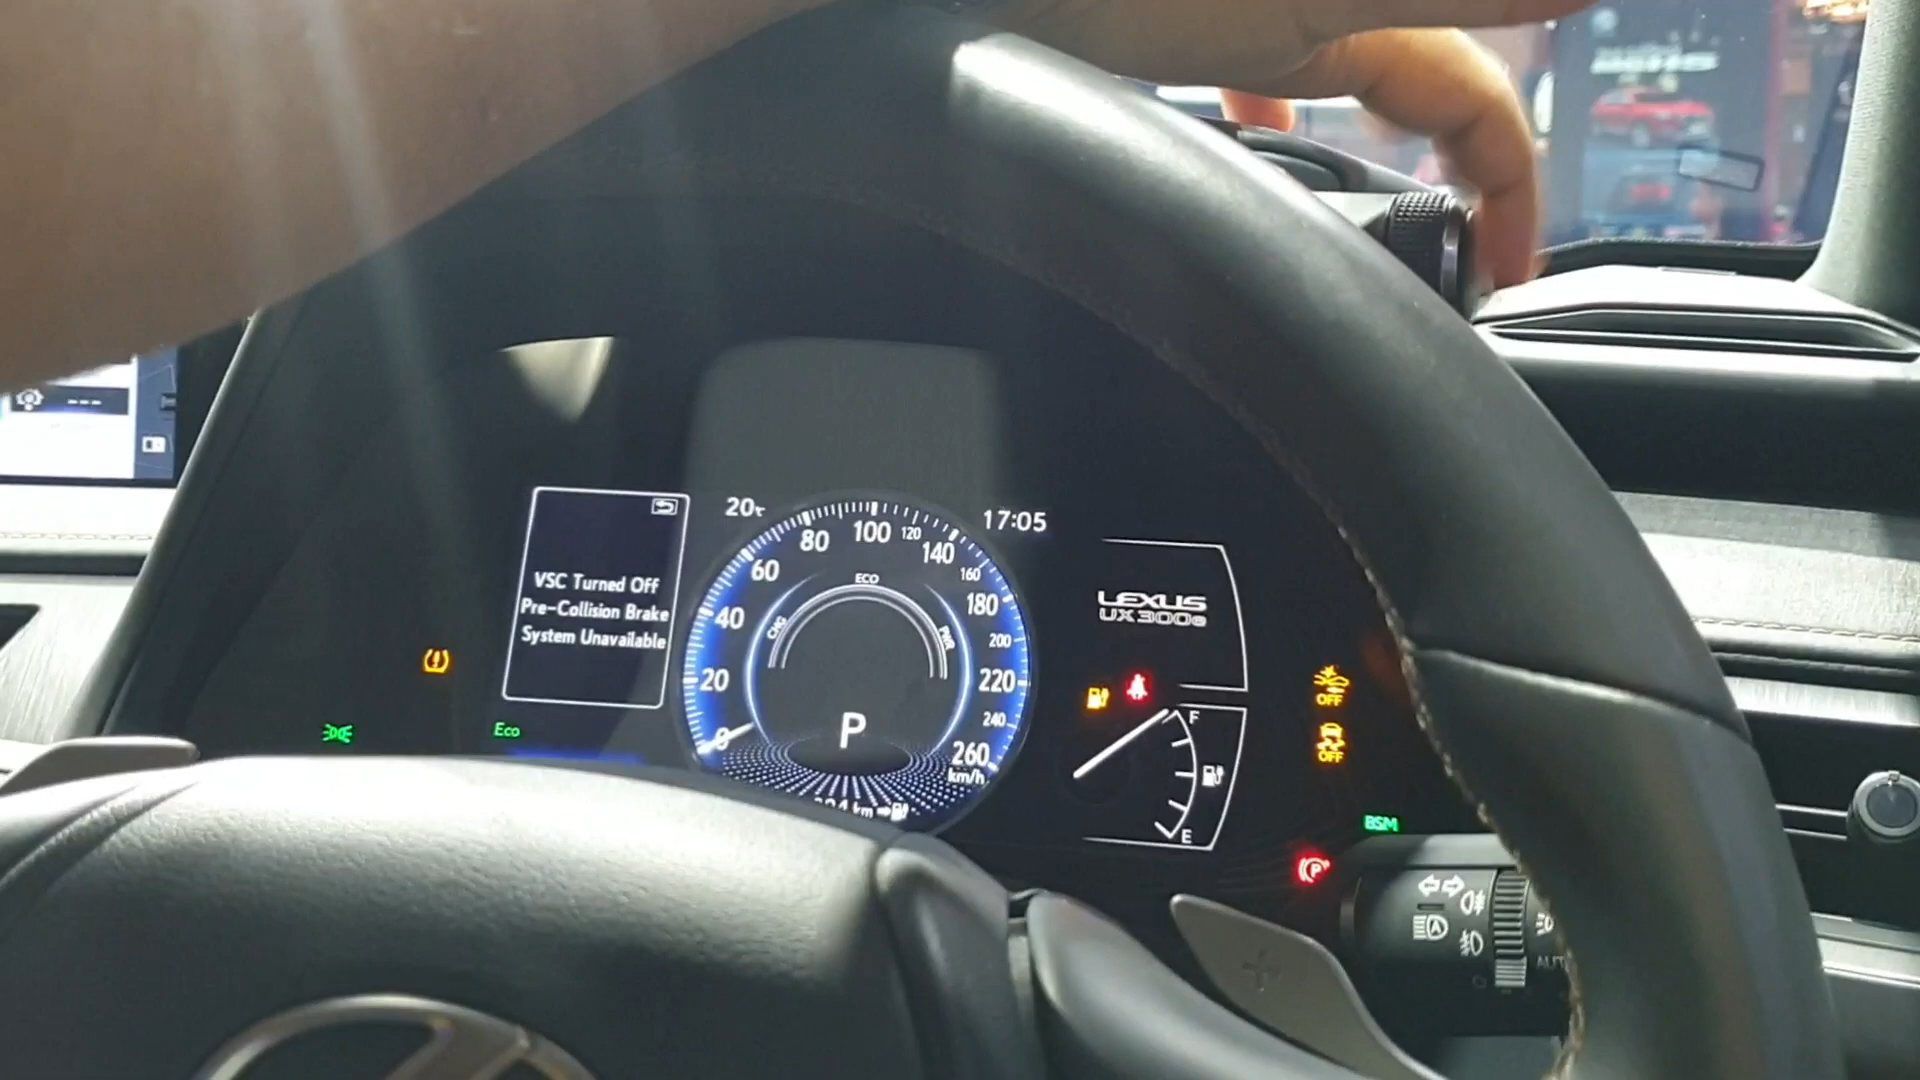 VSC Turned Off
Pre-Collision Brake
System Unavailable
20℃
17:05
0
20
40
60
80
100
120
140
160
180
200
220
240
260
km/h
CHG
ECO
PWR
P
km
LEXUS
UX300e
F
E
Eco
OFF
OFF
BSM
P
A
AUTO
+